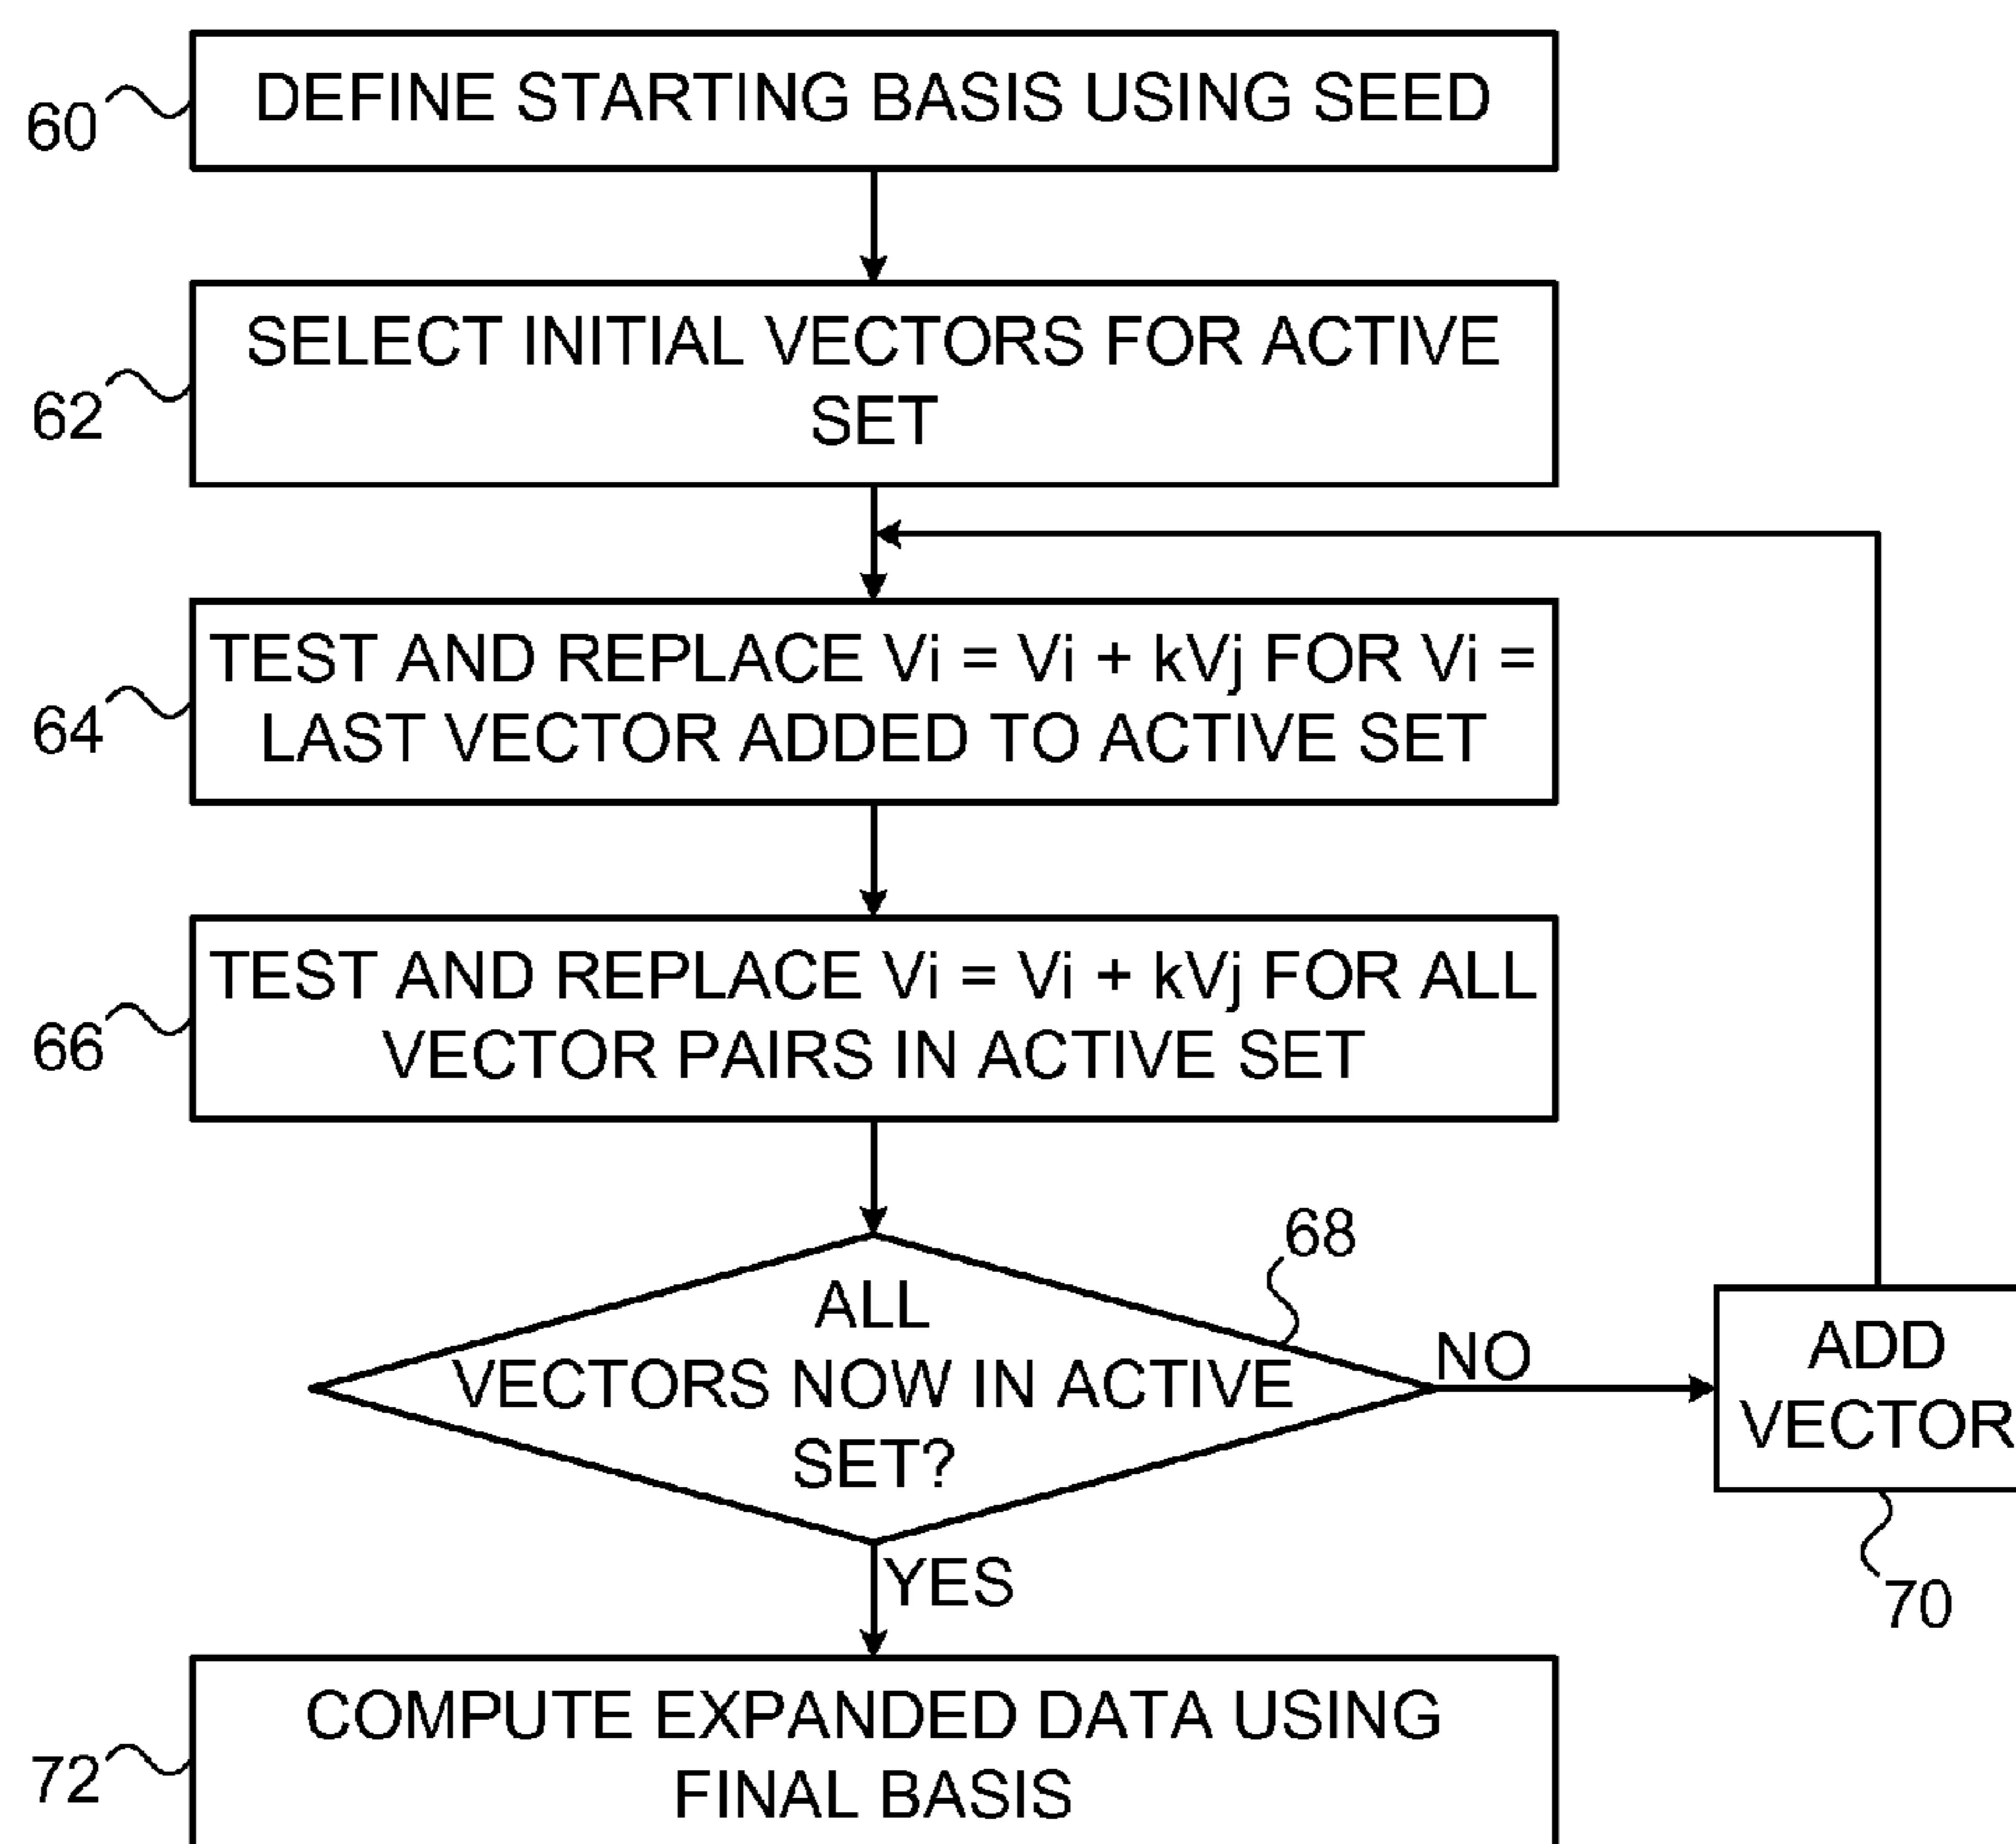 60
DEFINE STARTING BASIS USING SEED
62
SELECT INITIAL VECTORS FOR ACTIVE
SET
64
TEST AND REPLACE Vi = Vi + kVj FOR Vi =
LAST VECTOR ADDED TO ACTIVE SET
66
TEST AND REPLACE Vi = Vi + kVj FOR ALL
VECTOR PAIRS IN ACTIVE SET
68
ALL
VECTORS NOW IN ACTIVE
SET?
NO
ADD
VECTOR
70
YES
72
COMPUTE EXPANDED DATA USING
FINAL BASIS